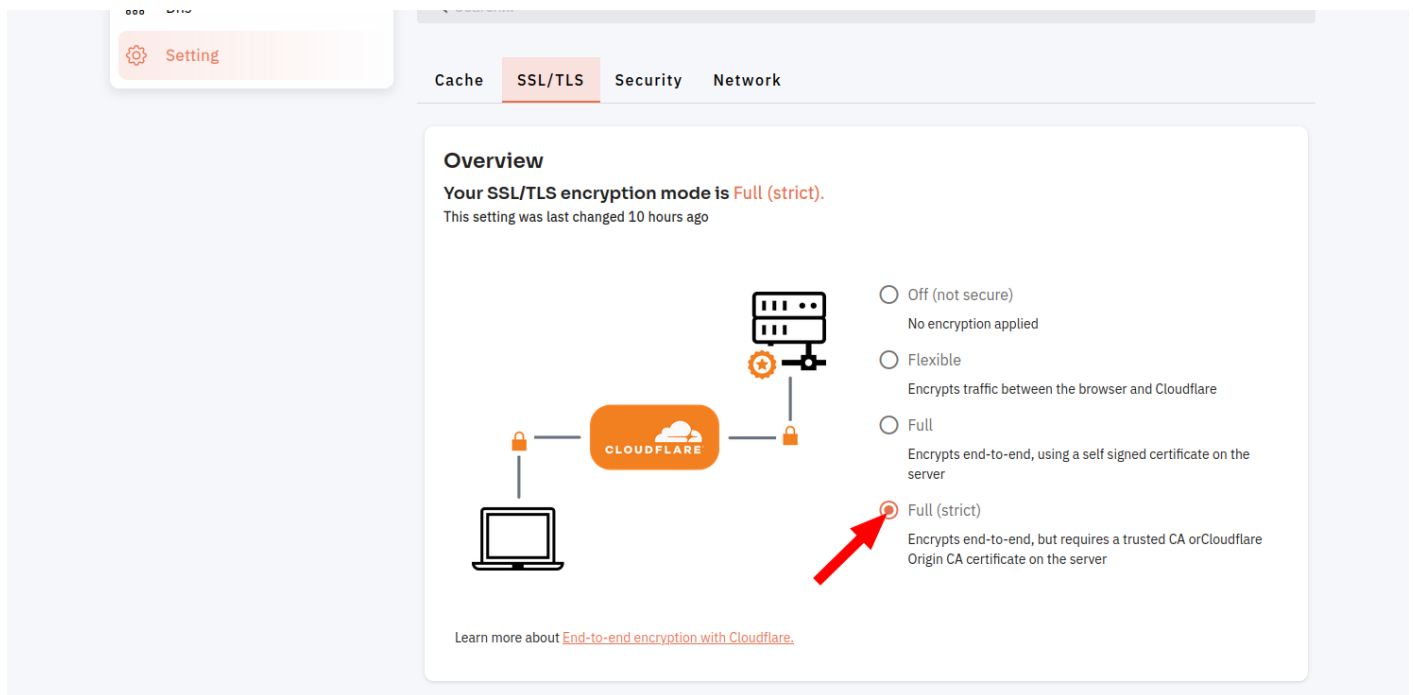 Setting
Cache SSL/TLS Security Network
Overview
Your SSL/TLS encryption mode is Full (strict).
This setting was last changed 10 hours ago
Off (not secure)
No encryption applied
Flexible
Encrypts traffic between the browser and Cloudflare
Full
Encrypts end-to-end, using a self signed certificate on the
server
Full (strict)
Encrypts end-to-end, but requires a trusted CA orCloudflare
Origin CA certificate on the server
CLOUDFLARE
Learn more about End-to-end encryption with Cloudflare.